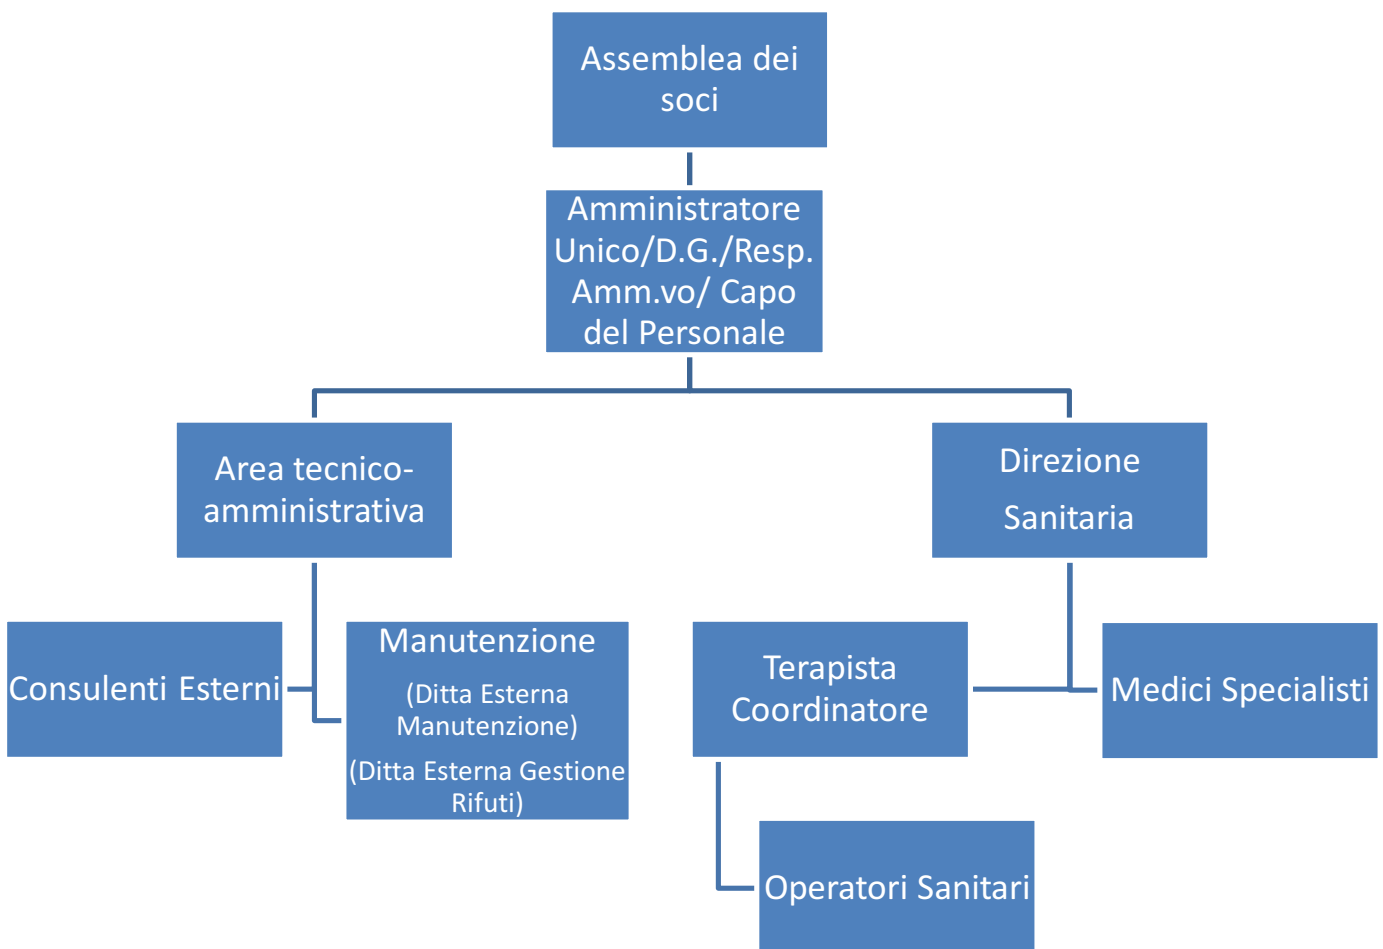 Assemblea dei
soci
Amministratore
Unico/D.G./Resp.
Amm.vo/ Capo
del Personale
Area tecnico-
amministrativa
Direzione
Sanitaria
Consulenti Esterni
Manutenzione
(Ditta Esterna
Manutenzione)
(Ditta Esterna Gestione
Rifuti)
Terapista
Coordinatore
Medici Specialisti
Operatori Sanitari